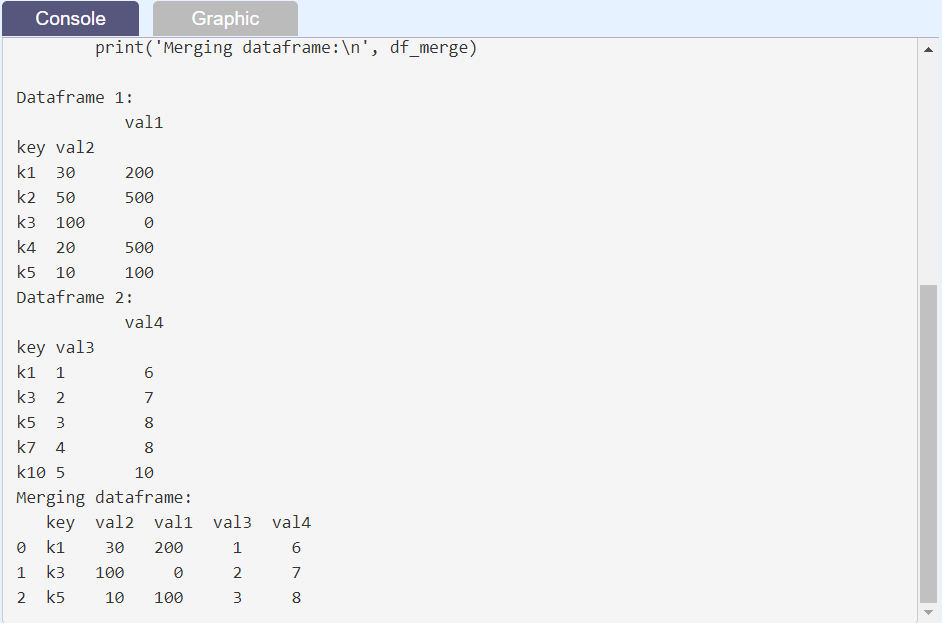 Console Graphic
        print('Merging dataframe:\n', df_merge)
Dataframe 1:
           val1
key val2
k1  30     200
k2  50     500
k3  100      0
k4  20     500
k5  10     100
Dataframe 2:
           val4
key val3
k1  1        6
k3  2        7
k5  3        8
k7  4        8
k10 5       10
Merging dataframe:
   key  val2  val1  val3  val4
0  k1    30   200     1     6
1  k3   100     0     2     7
2  k5    10   100     3     8